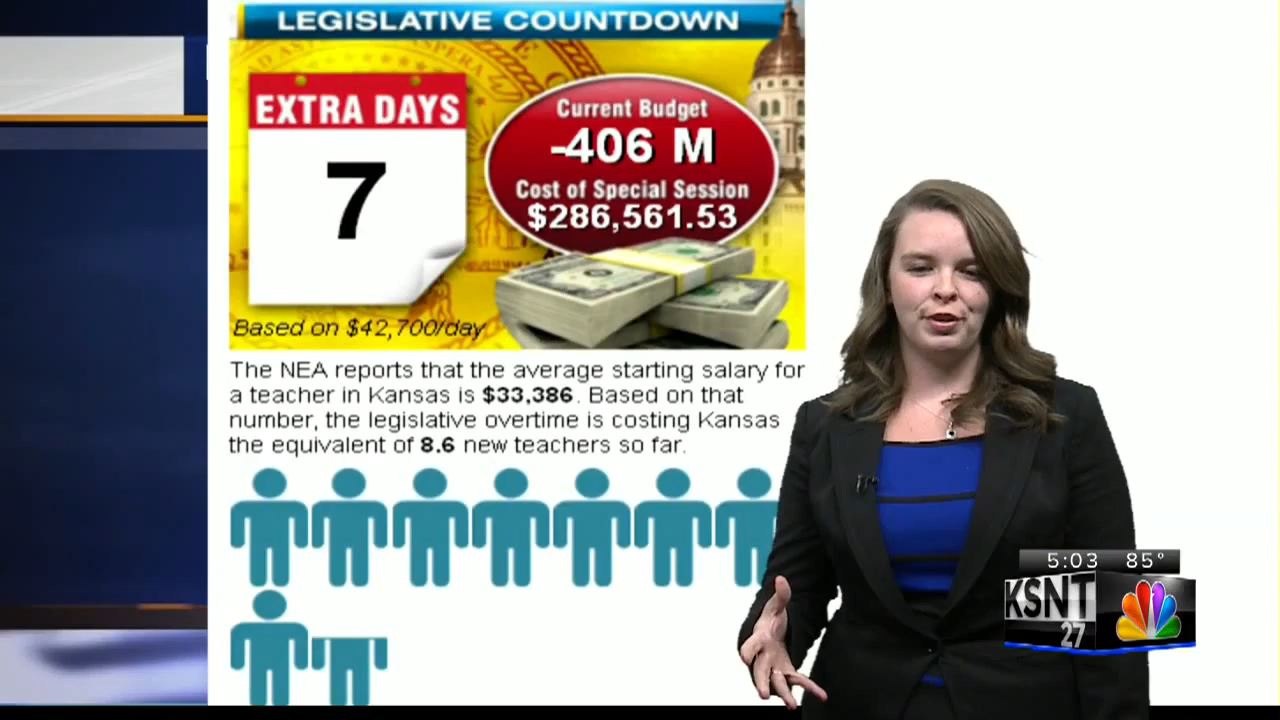 LEGISLATIVE COUNTDOWN
EXTRA DAYS
7
Current Budget
-406 M
Cost of Special Session
$286,561.53
Based on $42,700/day
The NEA reports that the average starting salary for
a teacher in Kansas is $33,386. Based on that
number, the legislative overtime is costing Kansas
the equivalent of 8.6 new teachers so far.
5:03 85°
KSNT
27